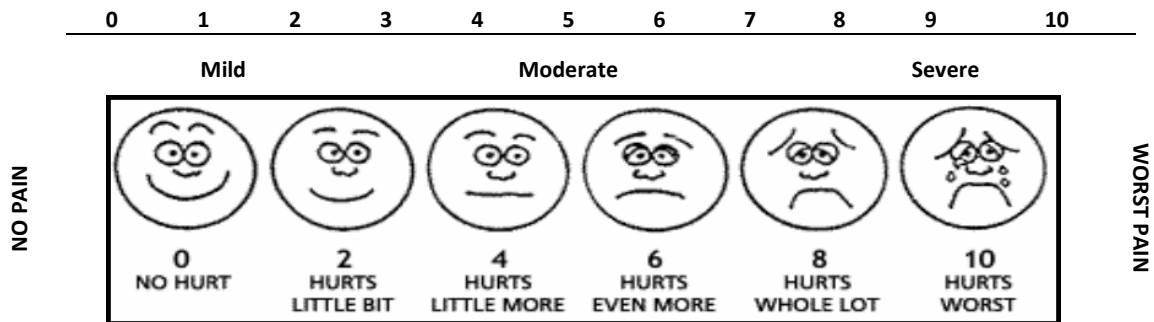 0 1 2 3 4 5 6 7 8 9 10
Mild Moderate Severe
NO PAIN
WORST PAIN
0 2 4 6 8 10
NO HURT HURTS HURTS HURTS HURTS HURTS
LITTLE BIT LITTLE MORE EVEN MORE WHOLE LOT WORST